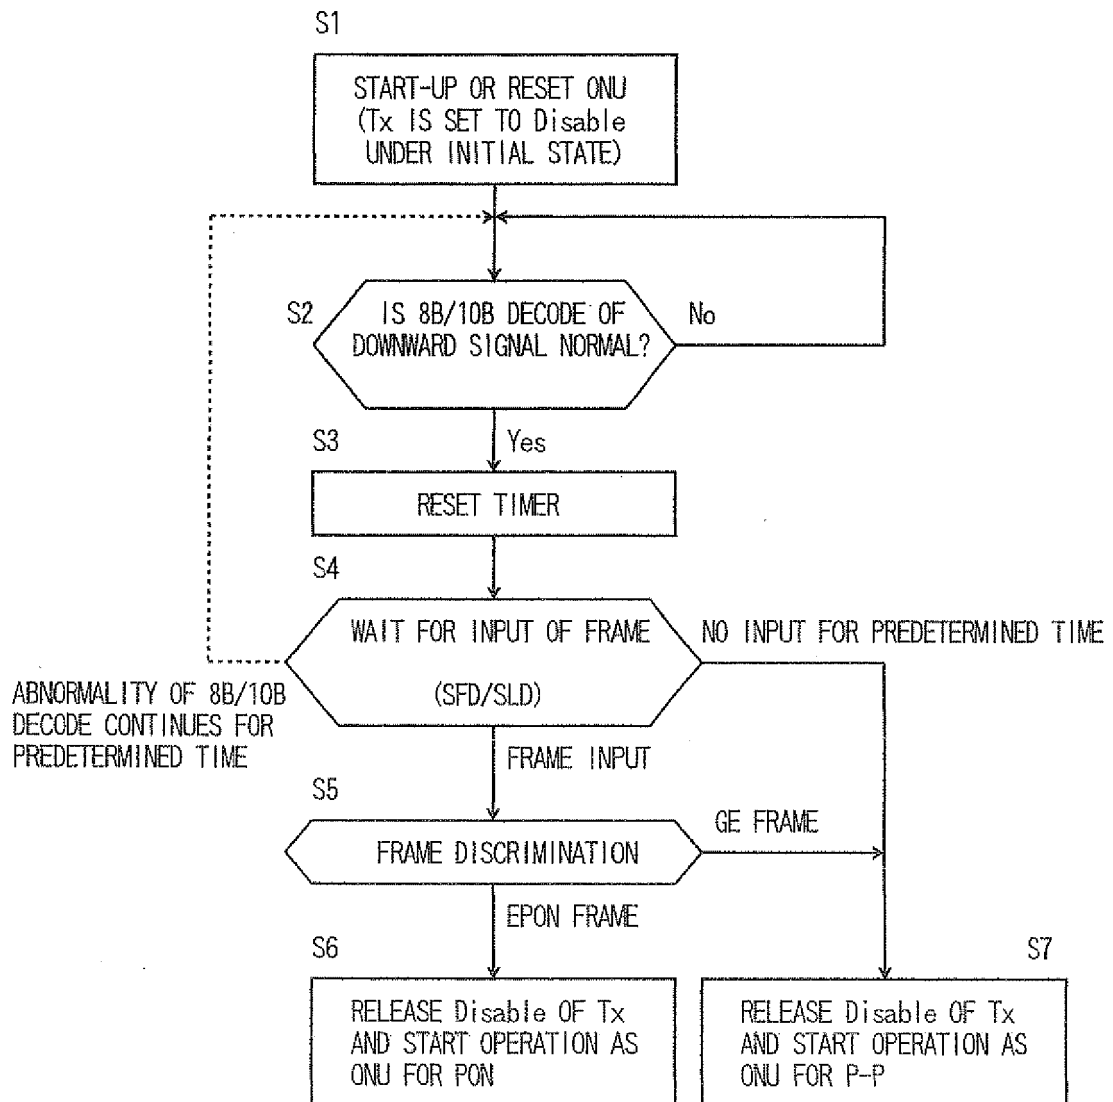 S1
START-UP OR RESET ONU
(Tx IS SET TO Disable
UNDER INITIAL STATE)
S2
IS 8B/10B DECODE OF
DOWNWARD SIGNAL NORMAL?
No
S3
Yes
RESET TIMER
S4
WAIT FOR INPUT OF FRAME
(SFD/SLD)
NO INPUT FOR PREDETERMINED TIME
ABNORMALITY OF 8B/10B
DECODE CONTINUES FOR
PREDETERMINED TIME
FRAME INPUT
S5
FRAME DISCRIMINATION
GE FRAME
EPON FRAME
S6
RELEASE Disable OF Tx
AND START OPERATION AS
ONU FOR PON
S7
RELEASE Disable OF Tx
AND START OPERATION AS
ONU FOR P-P